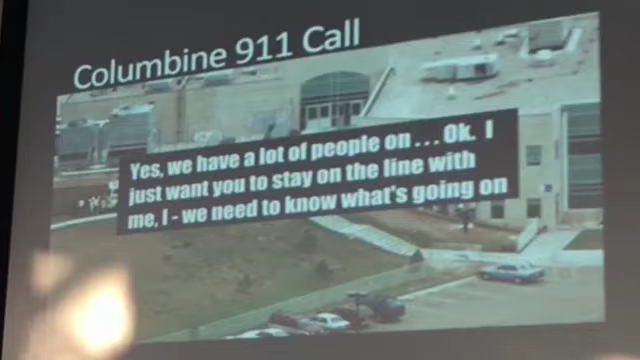 Columbine 911 Call
Yes, we have a lot of people on . . . Ok. I
just want you to stay on the line with
me, I - we need to know what's going on